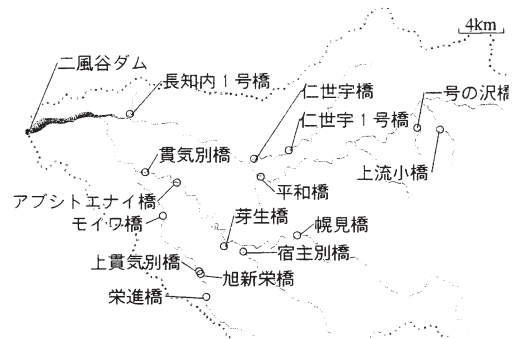 4km
二風谷ダム
長知内1号橋
仁世宇橋
一号の沢橋
仁世宇1号橋
貫気別橋
上流小橋
アブシトエナイ橋
平和橋
モイワ橋
芽生橋
幌見橋
宿主別橋
上貫気別橋
旭新栄橋
栄進橋